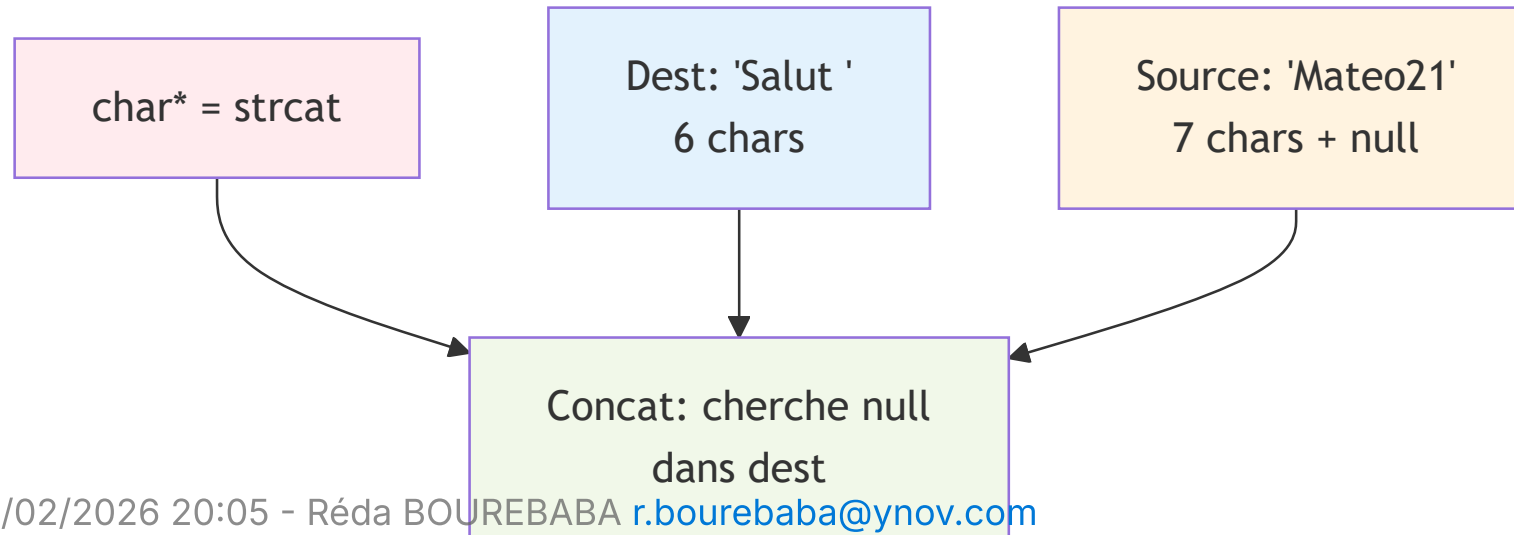 char* = strcat
Dest: 'Salut '
6 chars
Source: 'Mateo21'
7 chars + null
Concat: cherche null
dans dest
/02/2026 20:05 - Réda BOUREBABA r.bourebaba@ynov.com